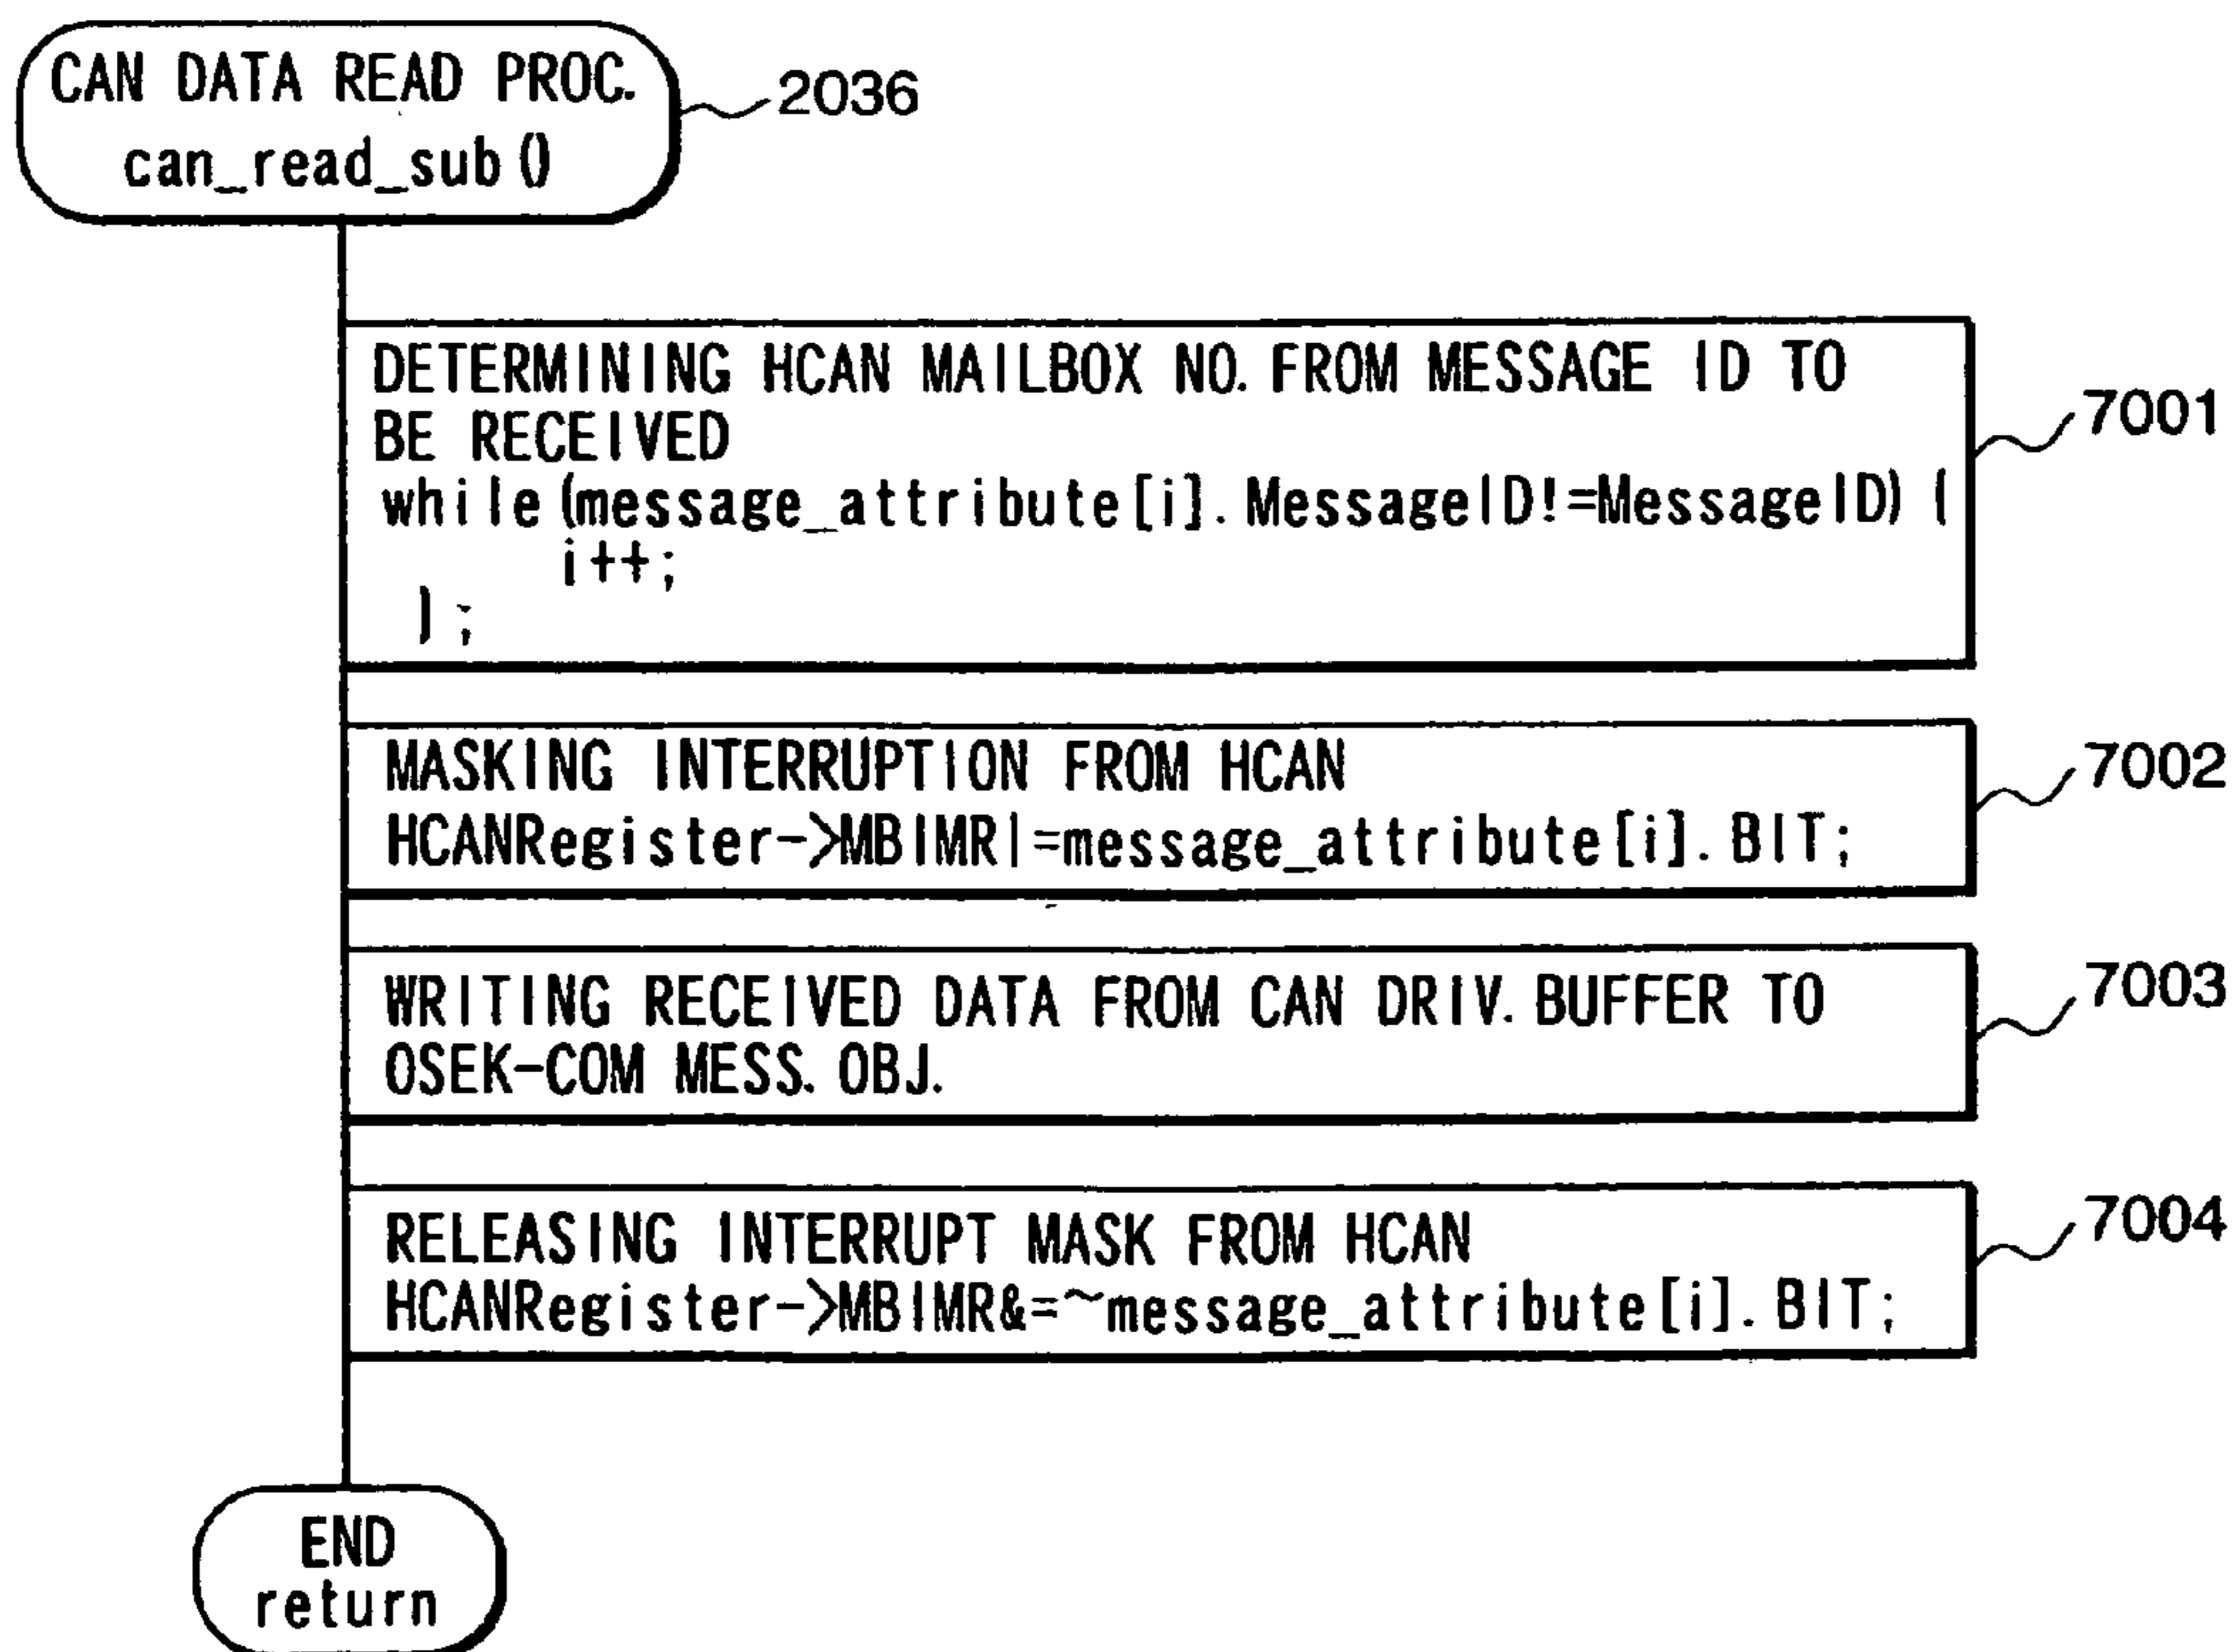 CAN DATA READ PROC.
can_read_sub()
2036
DETERMINING HCAN MAILBOX NO. FROM MESSAGE ID TO
BE RECEIVED
while(message_attribute[i].MessageID!=MessageID) {
i++;
};
7001
MASKING INTERRUPTION FROM HCAN
HCANRegister->MBIMR|=message_attribute[i].BIT;
7002
WRITING RECEIVED DATA FROM CAN DRIV. BUFFER TO
OSEK-COM MESS. OBJ.
7003
RELEASING INTERRUPT MASK FROM HCAN
HCANRegister->MBIMR&=~message_attribute[i].BIT;
7004
END
return